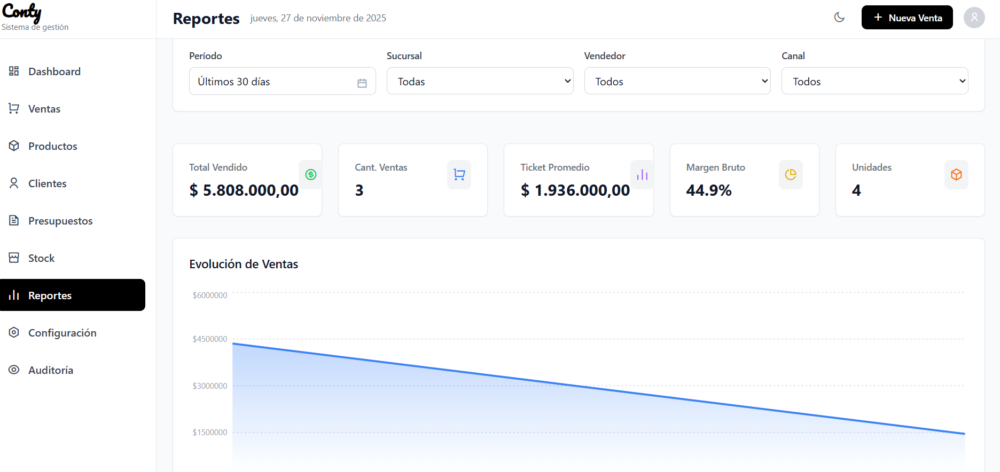 Conty
Sistema de gestión
Reportes
jueves, 27 de noviembre de 2025
+ Nueva Venta
Dashboard
Ventas
Productos
Clientes
Presupuestos
Stock
Reportes
Configuración
Auditoría
Período
Sucursal
Vendedor
Canal
Últimos 30 días
Todas
Todos
Todos
Total Vendido
$ 5.808.000,00
Cant. Ventas
3
Ticket Promedio
$ 1.936.000,00
Margen Bruto
44.9%
Unidades
4
Evolución de Ventas
$6000000
$4500000
$3000000
$1500000